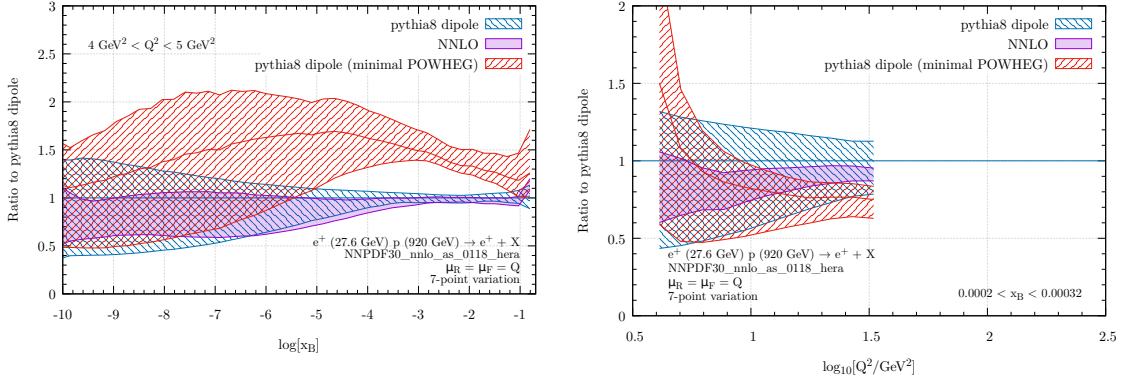 Ratio to pythia8 dipole
3
2.5
2
1.5
1
0.5
0
4 GeV² < Q² < 5 GeV²
pythia8 dipole
NNLO
pythia8 dipole (minimal POWHEG)
e⁺ (27.6 GeV) p (920 GeV) → e⁺ + X
NNPDF30_nnlo_as_0118_hera
μR = μF = Q
7-point variation
-10 -9 -8 -7 -6 -5 -4 -3 -2 -1
log[xB]
Ratio to pythia8 dipole
2
1.5
1
0.5
0
pythia8 dipole
NNLO
pythia8 dipole (minimal POWHEG)
e⁺ (27.6 GeV) p (920 GeV) → e⁺ + X
NNPDF30_nnlo_as_0118_hera
μR = μF = Q
7-point variation
0.0002 < xB < 0.00032
0.5 1 1.5 2 2.5
log₁₀[Q²/GeV²]